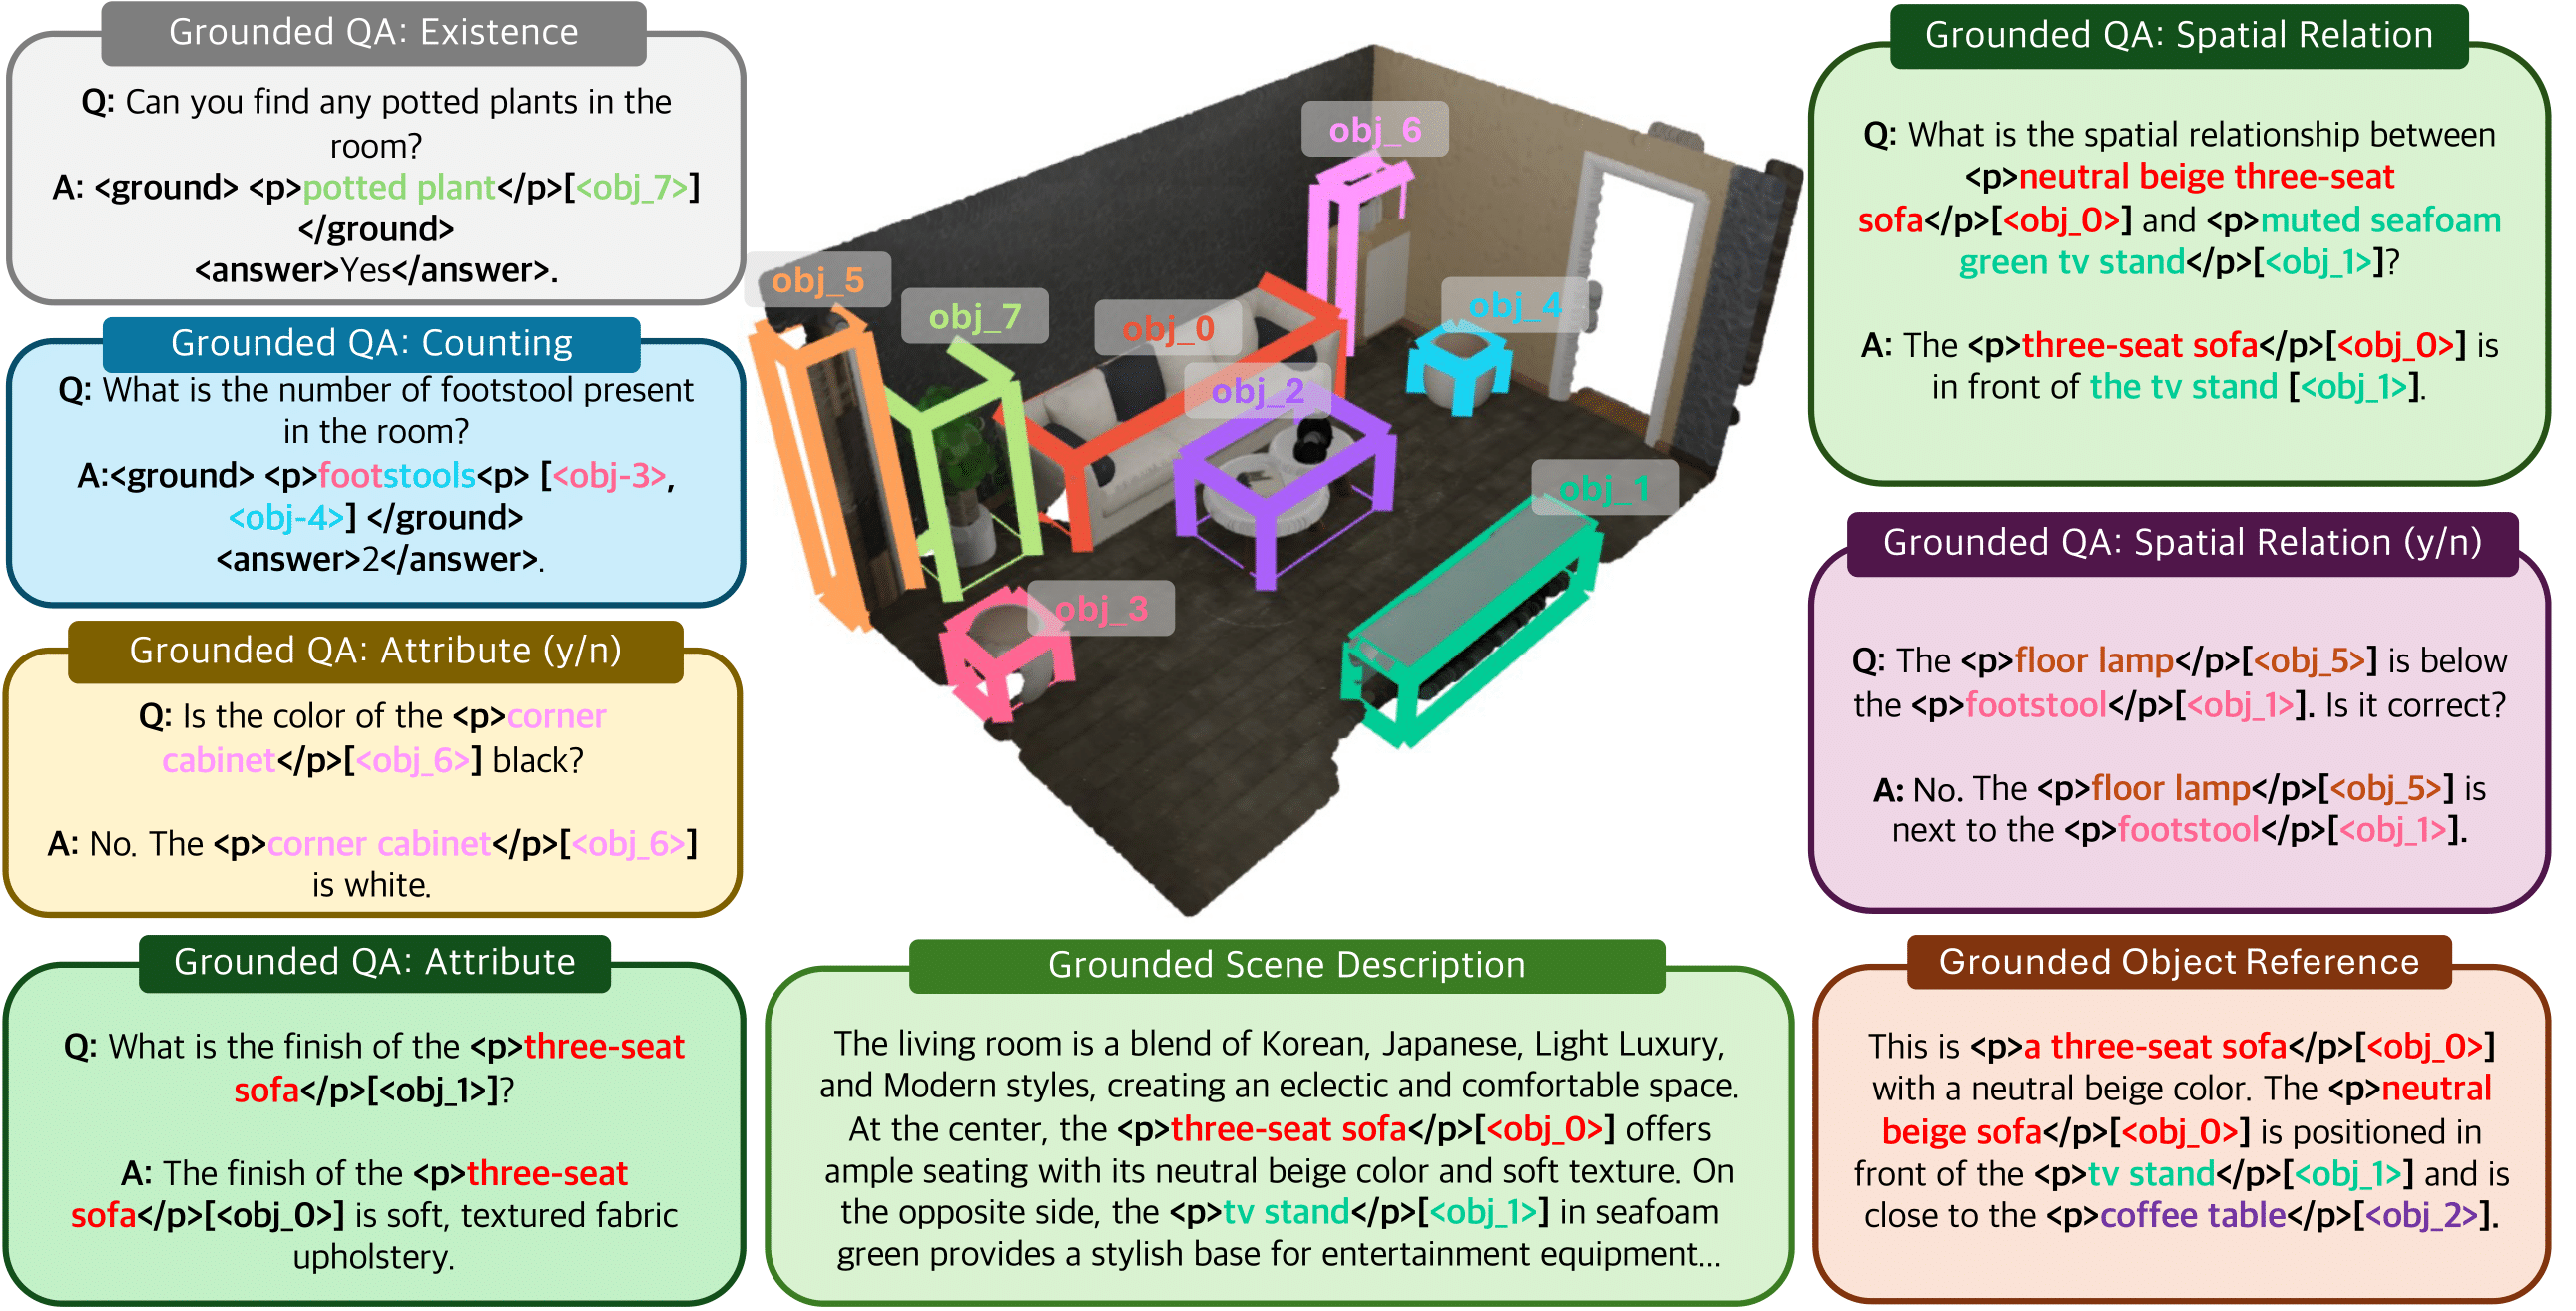 Grounded QA: Existence
Q: Can you find any potted plants in the
room?
A: <ground> <p>potted plant</p>[<obj_7>]
</ground>
<answer>Yes</answer>.
Grounded QA: Counting
Q: What is the number of footstool present
in the room?
A:<ground> <p>footstools<p> [<obj-3>,
<obj-4>] </ground>
<answer>2</answer>.
Grounded QA: Attribute (y/n)
Q: Is the color of the <p>corner
cabinet</p>[<obj_6>] black?
A: No. The <p>corner cabinet</p>[<obj_6>]
is white.
Grounded QA: Attribute
Q: What is the finish of the <p>three-seat
sofa</p>[<obj_1>]?
A: The finish of the <p>three-seat
sofa</p>[<obj_0>] is soft, textured fabric
upholstery.
obj_6
obj_5
obj_7
obj_0
obj_4
obj_2
obj_1
obj_3
Grounded Scene Description
The living room is a blend of Korean, Japanese, Light Luxury,
and Modern styles, creating an eclectic and comfortable space.
At the center, the <p>three-seat sofa</p>[<obj_0>] offers
ample seating with its neutral beige color and soft texture. On
the opposite side, the <p>tv stand</p>[<obj_1>] in seafoam
green provides a stylish base for entertainment equipment...
Grounded QA: Spatial Relation
Q: What is the spatial relationship between
<p>neutral beige three-seat
sofa</p>[<obj_0>] and <p>muted seafoam
green tv stand</p>[<obj_1>]?
A: The <p>three-seat sofa</p>[<obj_0>] is
in front of the tv stand [<obj_1>].
Grounded QA: Spatial Relation (y/n)
Q: The <p>floor lamp</p>[<obj_5>] is below
the <p>footstool</p>[<obj_1>]. Is it correct?
A: No. The <p>floor lamp</p>[<obj_5>] is
next to the <p>footstool</p>[<obj_1>].
Grounded Object Reference
This is <p>a three-seat sofa</p>[<obj_0>]
with a neutral beige color. The <p>neutral
beige sofa</p>[<obj_0>] is positioned in
front of the <p>tv stand</p>[<obj_1>] and is
close to the <p>coffee table</p>[<obj_2>].